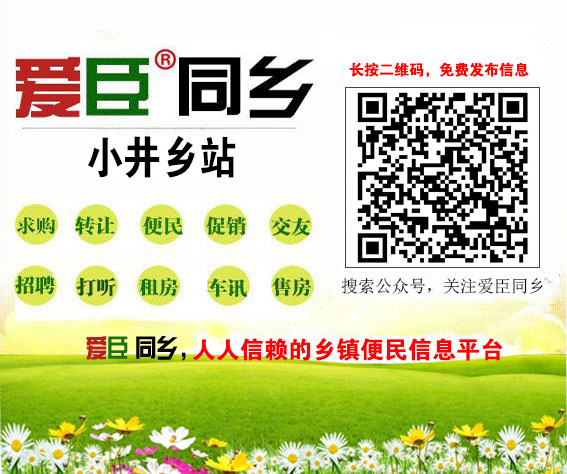 爱臣®同乡
小井乡站
求购 转让 便民 促销 交友
招聘 打听 租房 车讯 售房
长按二维码，免费发布信息
搜索公众号，关注爱臣同乡
爱臣同乡，人人信赖的乡镇便民信息平台